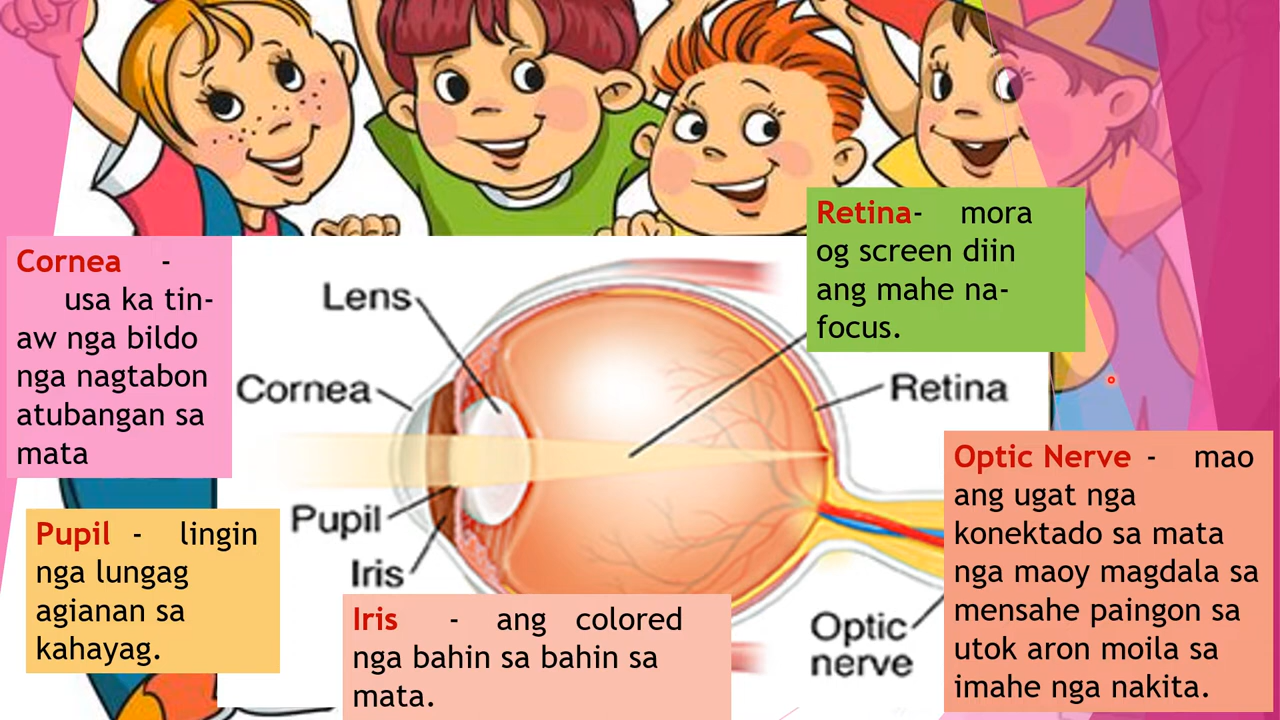 Retina- mora
og screen diin
ang mahe na-
focus.
Cornea -
usa ka tin-
aw nga bildo
nga nagtabon
atubangan sa
mata
Lens
Cornea
Retina
Pupil
Iris
Optic
nerve
Optic Nerve - mao
ang ugat nga
konektado sa mata
nga maoy magdala sa
mensahe paingon sa
utok aron moila sa
imahe nga nakita.
Pupil - lingin
nga lungag
agianan sa
kahayag.
Iris - ang colored
nga bahin sa bahin sa
mata.